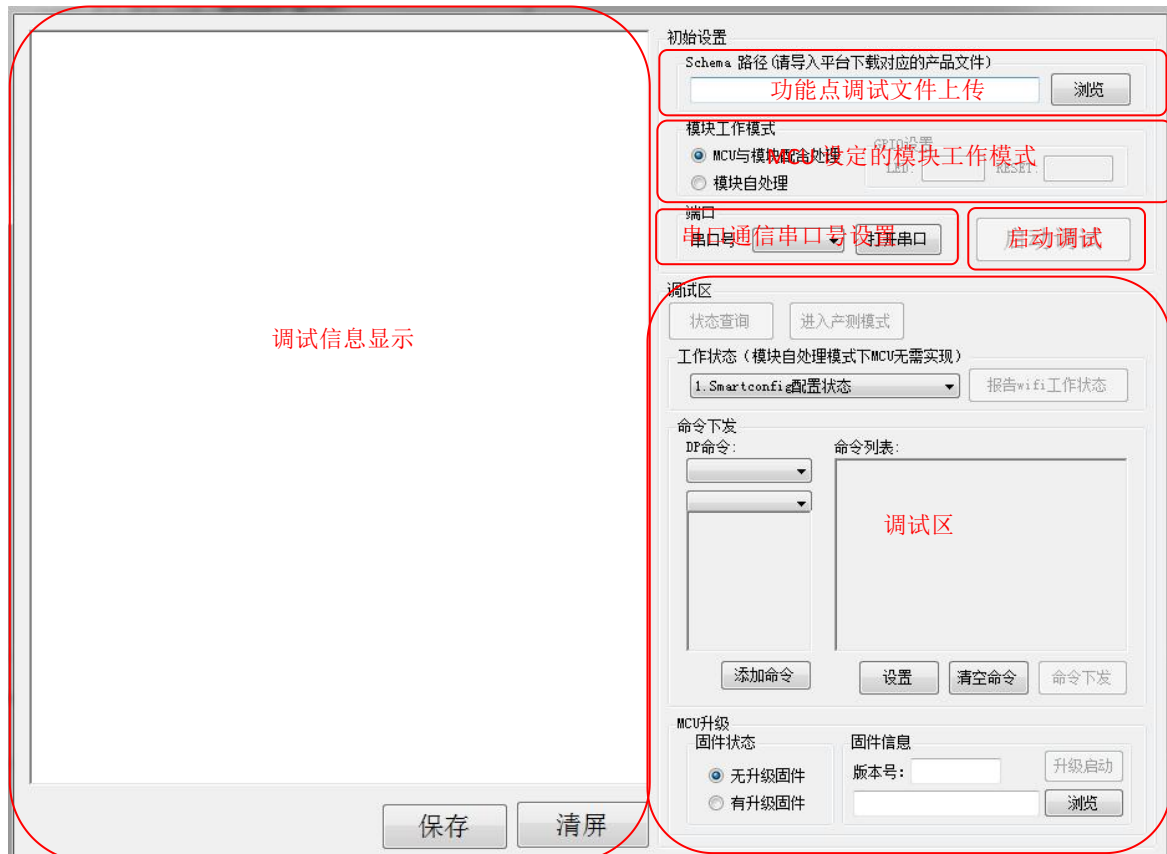 初始设置
Schema 路径(请导入平台下载对应的产品文件)
功能点调试文件上传
浏览
模块工作模式
MCU与模块配合处理
MCU 设定的模块工作模式
GPIO设置
LED:
RESET:
模块自处理
端口
串口号
串口通信串口号设置
打开串口
启动调试
启动调试
调试信息显示
调试区
状态查询
进入产测模式
工作状态(模块自处理模式下MCU无需实现)
1.Smartconfig配置状态
报告wifi工作状态
命令下发
DP命令:
命令列表:
调试区
添加命令
设置
清空命令
命令下发
MCU升级
固件状态
固件信息
无升级固件
版本号:
升级启动
有升级固件
浏览
保存
清屏